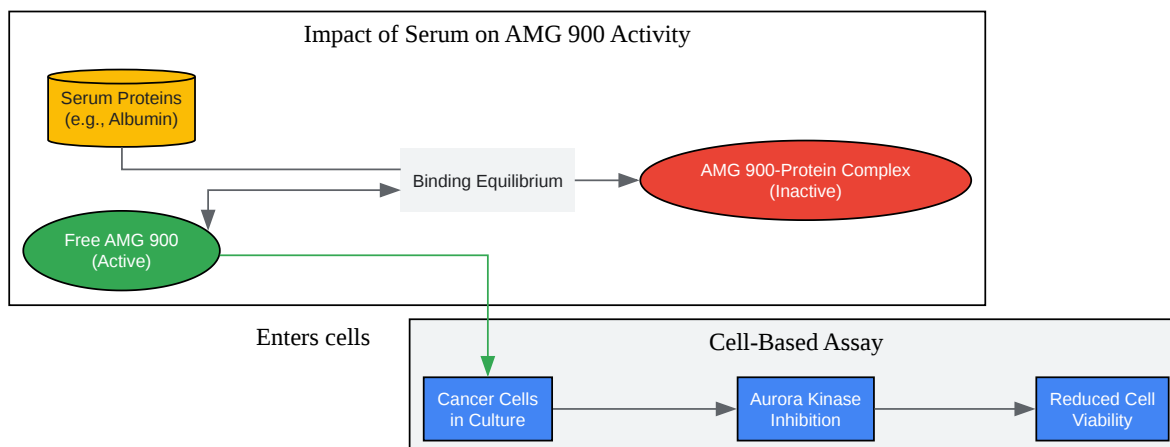 Impact of Serum on AMG 900 Activity
Serum Proteins
(e.g., Albumin)
Binding Equilibrium
AMG 900-Protein Complex
(Inactive)
Free AMG 900
(Active)
Enters cells
Cell-Based Assay
Cancer Cells
in Culture
Aurora Kinase
Inhibition
Reduced Cell
Viability